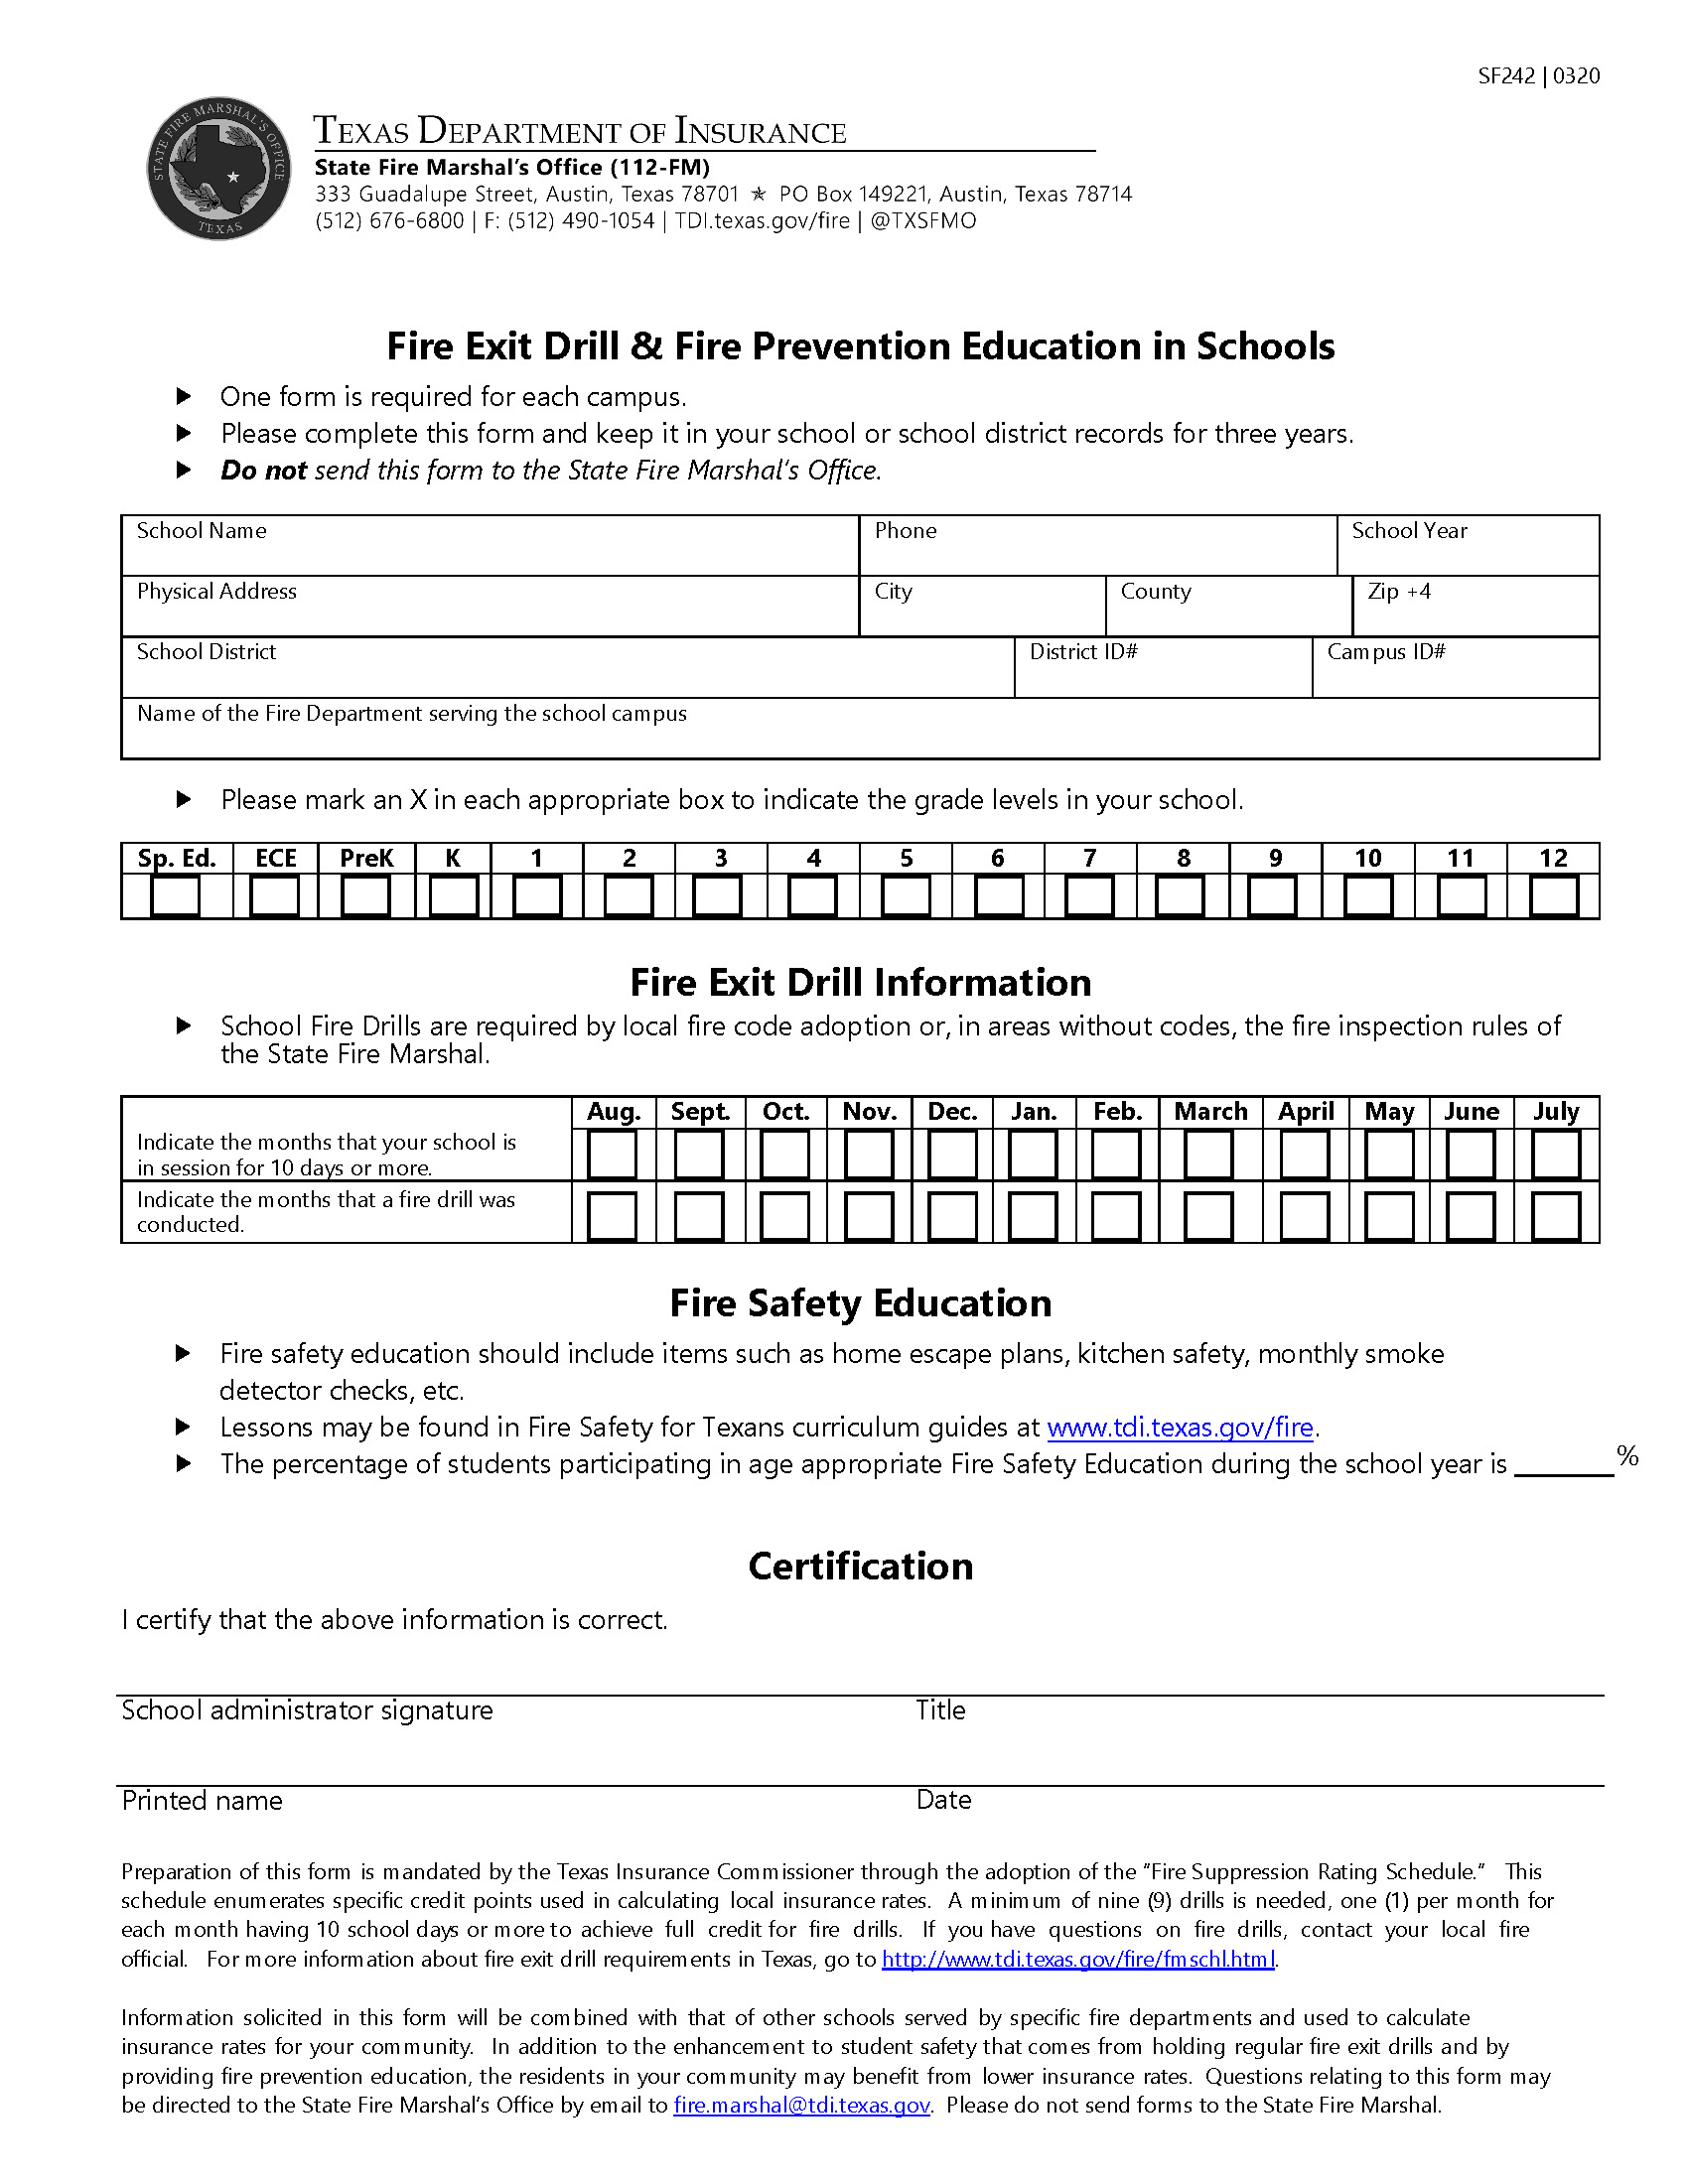 SF242 | 0320
STATE FIRE MARSHAL'S OFFICE
TEXAS
TEXAS DEPARTMENT OF INSURANCE
State Fire Marshal's Office (112-FM)
333 Guadalupe Street, Austin, Texas 78701 ★ PO Box 149221, Austin, Texas 78714
(512) 676-6800 | F: (512) 490-1054 | TDI.texas.gov/fire | @TXSFMO
Fire Exit Drill & Fire Prevention Education in Schools
One form is required for each campus.
Please complete this form and keep it in your school or school district records for three years.
Do not send this form to the State Fire Marshal's Office.
School Name Phone School Year
Physical Address City County Zip +4
School District District ID# Campus ID#
Name of the Fire Department serving the school campus
Please mark an X in each appropriate box to indicate the grade levels in your school.
Sp. Ed. ECE PreK K 1 2 3 4 5 6 7 8 9 10 11 12
Fire Exit Drill Information
School Fire Drills are required by local fire code adoption or, in areas without codes, the fire inspection rules of
the State Fire Marshal.
Aug. Sept. Oct. Nov. Dec. Jan. Feb. March April May June July
Indicate the months that your school is
in session for 10 days or more.
Indicate the months that a fire drill was
conducted.
Fire Safety Education
Fire safety education should include items such as home escape plans, kitchen safety, monthly smoke
detector checks, etc.
Lessons may be found in Fire Safety for Texans curriculum guides at www.tdi.texas.gov/fire.
The percentage of students participating in age appropriate Fire Safety Education during the school year is ______%
Certification
I certify that the above information is correct.
School administrator signature Title
Printed name Date
Preparation of this form is mandated by the Texas Insurance Commissioner through the adoption of the "Fire Suppression Rating Schedule." This
schedule enumerates specific credit points used in calculating local insurance rates. A minimum of nine (9) drills is needed, one (1) per month for
each month having 10 school days or more to achieve full credit for fire drills. If you have questions on fire drills, contact your local fire
official. For more information about fire exit drill requirements in Texas, go to http://www.tdi.texas.gov/fire/fmschl.html.
Information solicited in this form will be combined with that of other schools served by specific fire departments and used to calculate
insurance rates for your community. In addition to the enhancement to student safety that comes from holding regular fire exit drills and by
providing fire prevention education, the residents in your community may benefit from lower insurance rates. Questions relating to this form may
be directed to the State Fire Marshal's Office by email to fire.marshal@tdi.texas.gov. Please do not send forms to the State Fire Marshal.